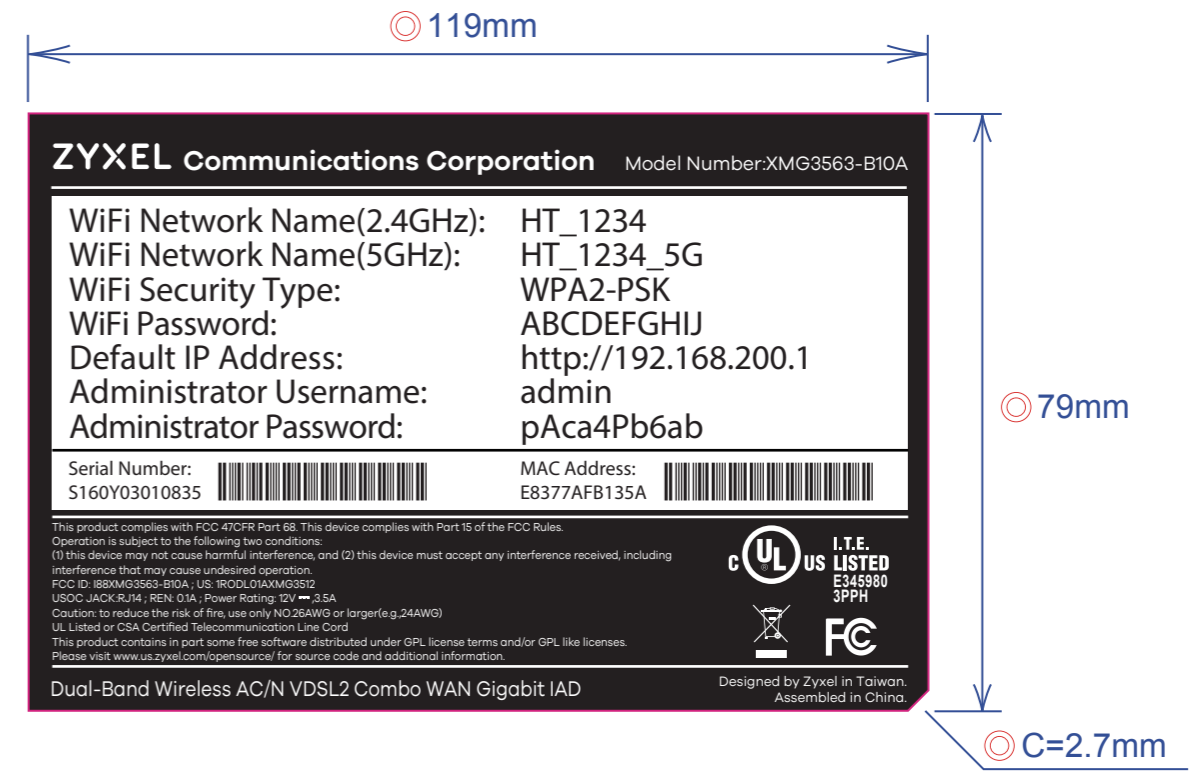 119mm
ZYXEL Communications Corporation Model Number:XMG3563-B10A
WiFi Network Name(2.4GHz): HT_1234
WiFi Network Name(5GHz): HT_1234_5G
WiFi Security Type: WPA2-PSK
WiFi Password: ABCDEFGHIJ
Default IP Address: http://192.168.200.1
Administrator Username: admin
Administrator Password: pAca4Pb6ab
79mm
Serial Number: MAC Address:
S160Y03010835 E8377AFB135A
This product complies with FCC 47CFR Part 68. This device complies with Part 15 of the FCC Rules.
Operation is subject to the following two conditions:
(1) this device may not cause harmful interference, and (2) this device must accept any interference received, including
interference that may cause undesired operation.
FCC ID: I88XMG3563-B10A ; US: 1RODL01AXMG3512
USOC JACK:RJ14 ; REN: 0.1A ; Power Rating: 12V ⎓,3.5A
Caution: to reduce the risk of fire, use only NO.26AWG or larger(e.g.,24AWG)
UL Listed or CSA Certified Telecommunication Line Cord
This product contains in part some free software distributed under GPL license terms and/or GPL like licenses.
Please visit www.us.zyxel.com/opensource/ for source code and additional information.
C UL ® US
I.T.E.
LISTED
E345980
3PPH
FC
Dual-Band Wireless AC/N VDSL2 Combo WAN Gigabit IAD
Designed by Zyxel in Taiwan.
Assembled in China.
C=2.7mm